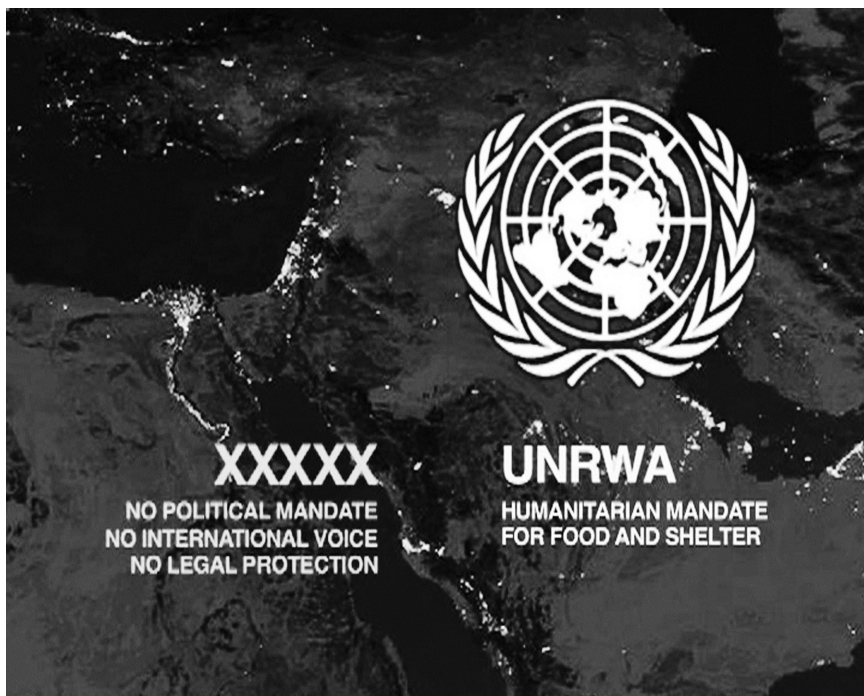 XXXXX
NO POLITICAL MANDATE
NO INTERNATIONAL VOICE
NO LEGAL PROTECTION
UNRWA
HUMANITARIAN MANDATE
FOR FOOD AND SHELTER